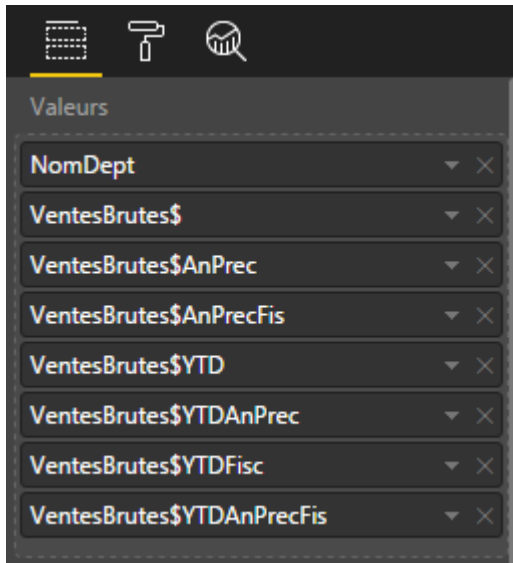 Valeurs
NomDept
VentesBrutes$
VentesBrutes$AnPrec
VentesBrutes$AnPrecFis
VentesBrutes$YTD
VentesBrutes$YTDAnPrec
VentesBrutes$YTDFisc
VentesBrutes$YTDAnPrecFis